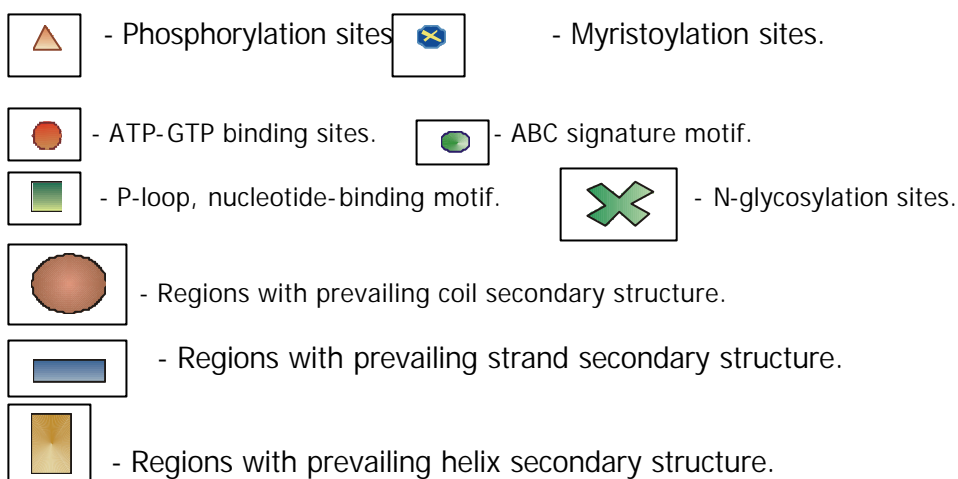 - Phosphorylation sites - Myristoylation sites.
- ATP-GTP binding sites. - ABC signature motif.
- P-loop, nucleotide-binding motif. - N-glycosylation sites.
- Regions with prevailing coil secondary structure.
- Regions with prevailing strand secondary structure.
- Regions with prevailing helix secondary structure.